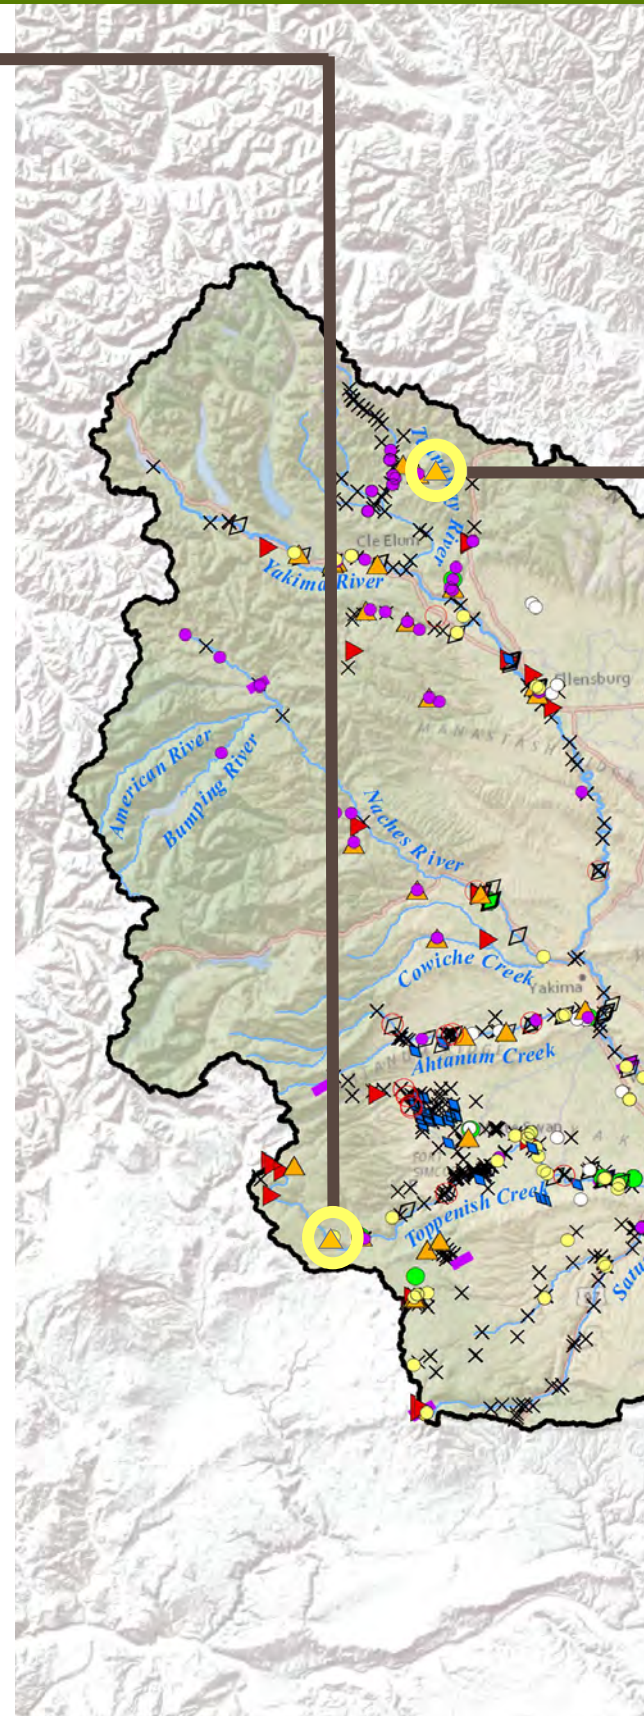 Cle Elum
Yakima River
Ellensburg
MANASTASH
American River
Bumping River
Naches River
Cowiche Creek
Yakima
Ahtanum Creek
Toppenish Creek
Satu